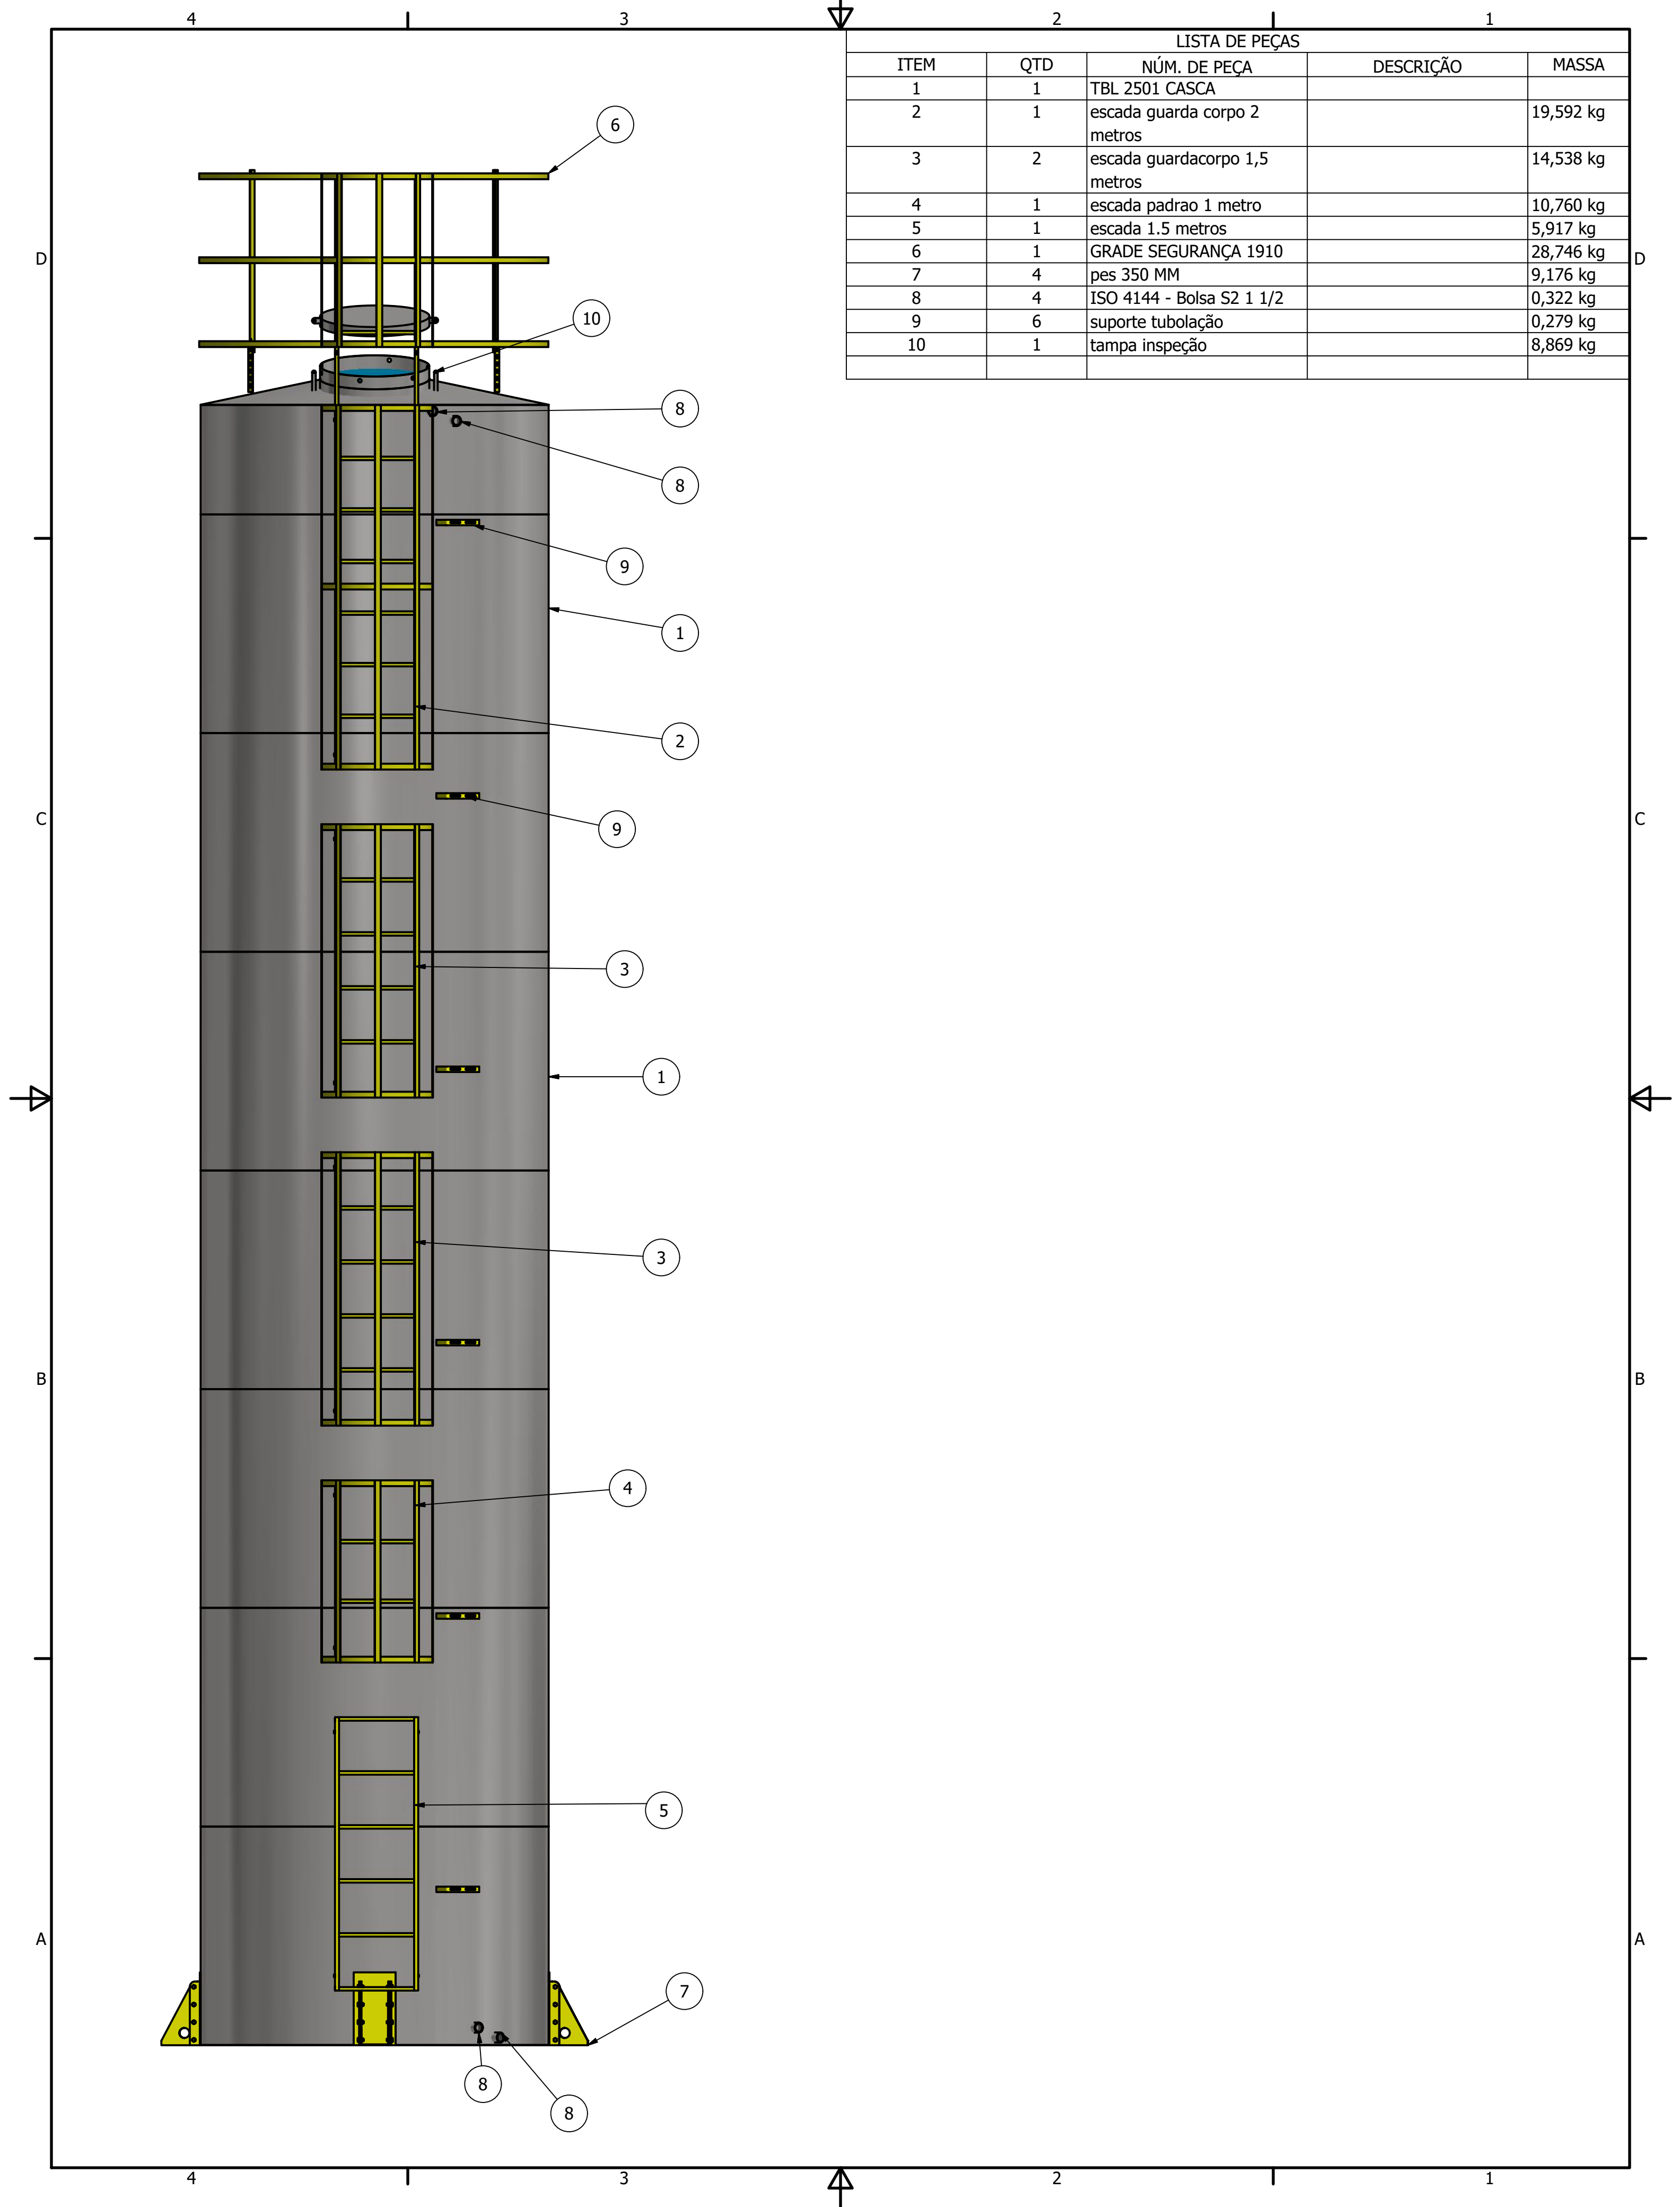 4 3 2 1
LISTA DE PEÇAS
ITEM QTD NÚM. DE PEÇA DESCRIÇÃO MASSA
1 1 TBL 2501 CASCA
2 1 escada guarda corpo 2 19,592 kg
metros
3 2 escada guardacorpo 1,5 14,538 kg
metros
4 1 escada padrao 1 metro 10,760 kg
5 1 escada 1.5 metros 5,917 kg
6 1 GRADE SEGURANÇA 1910 28,746 kg
7 4 pes 350 MM 9,176 kg
8 4 ISO 4144 - Bolsa S2 1 1/2 0,322 kg
9 6 suporte tubolação 0,279 kg
10 1 tampa inspeção 8,869 kg
6
D D
10
8
8
9
1
2
C C
9
3
1
3
B B
4
5
A A
7
8
8
4 3 2 1